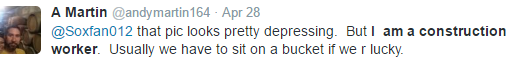 A Martin @andymartin164 · Apr 28
@Soxfan012 that pic looks pretty depressing. But I am a construction
worker. Usually we have to sit on a bucket if we r lucky.